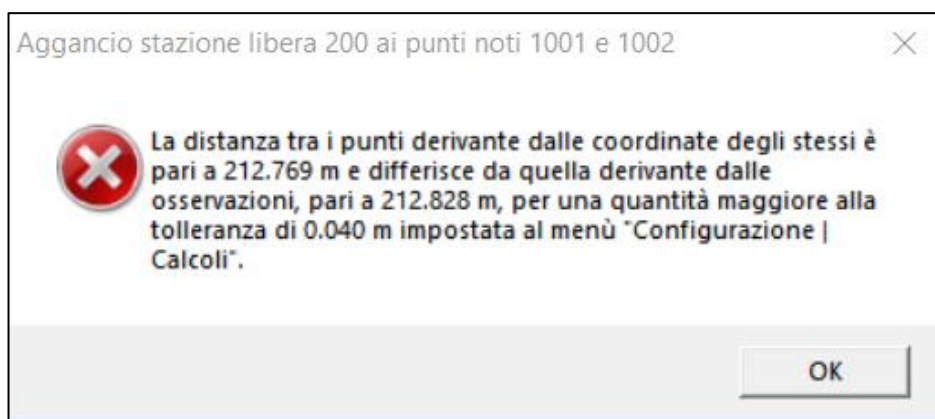 Aggancio stazione libera 200 ai punti noti 1001 e 1002
La distanza tra i punti derivante dalle coordinate degli stessi è
pari a 212.769 m e differisce da quella derivante dalle
osservazioni, pari a 212.828 m, per una quantità maggiore alla
tolleranza di 0.040 m impostata al menù "Configurazione |
Calcoli".
OK